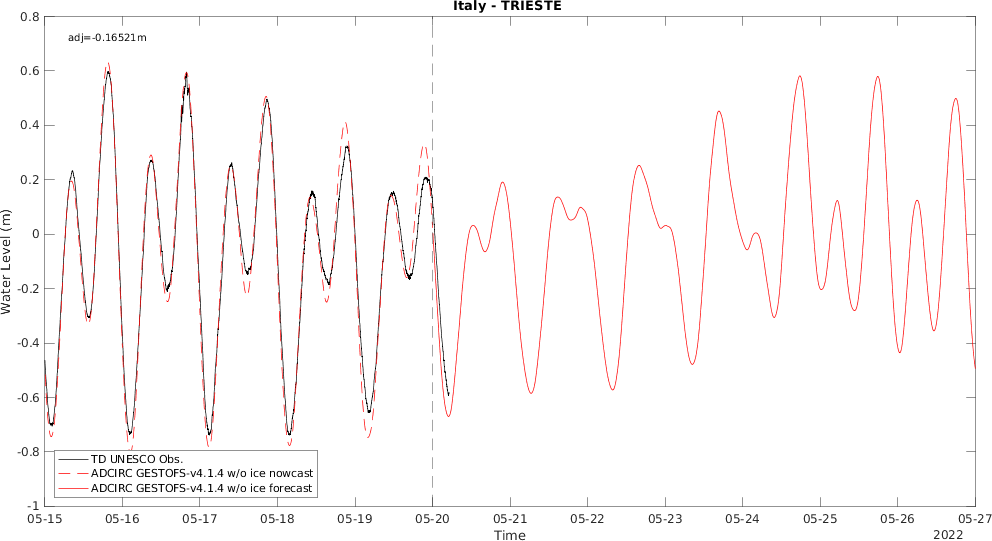 Italy - TRIESTE
adj=-0.16521m
Water Level (m)
0.8
0.6
0.4
0.2
0
-0.2
-0.4
-0.6
-0.8
-1
TD UNESCO Obs.
ADCIRC GESTOFS-v4.1.4 w/o ice nowcast
ADCIRC GESTOFS-v4.1.4 w/o ice forecast
05-15 05-16 05-17 05-18 05-19 05-20 05-21 05-22 05-23 05-24 05-25 05-26 05-27
Time
2022